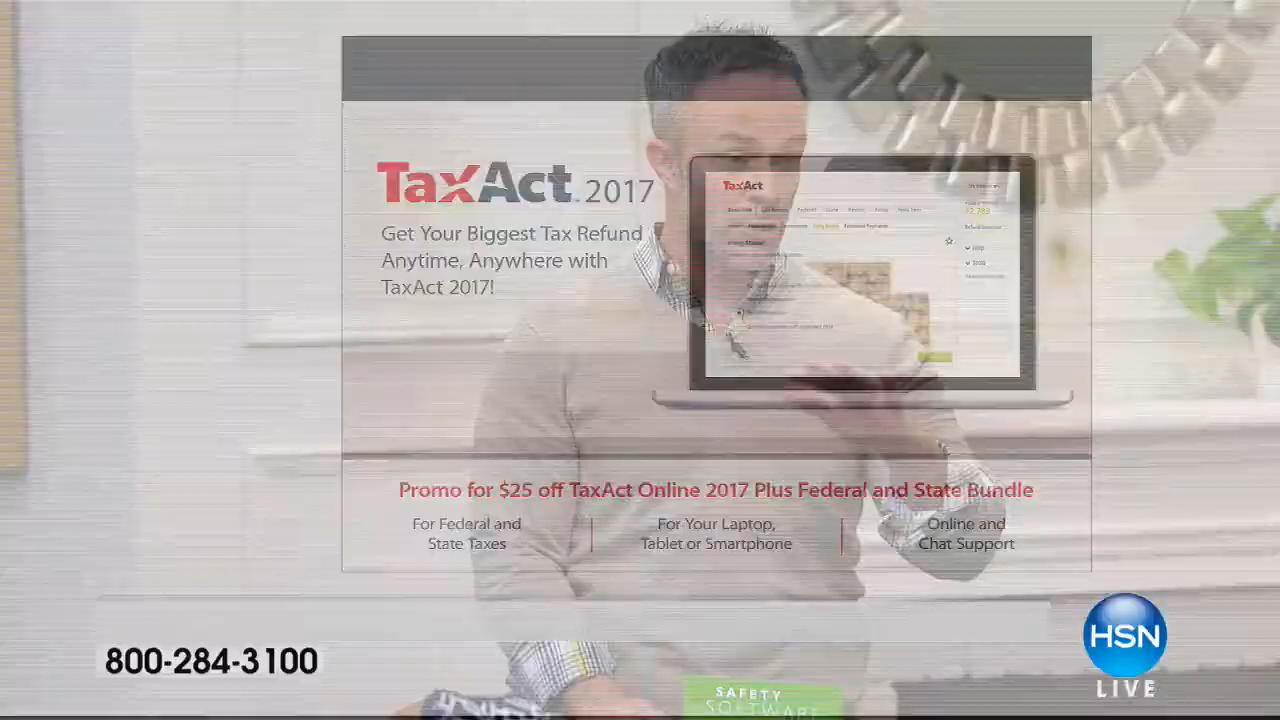 TaxAct. 2017
Get Your Biggest Tax Refund
Anytime, Anywhere with
TaxAct 2017!
TaxAct
Promo for $25 off TaxAct Online 2017 Plus Federal and State Bundle
For Federal and
State Taxes
For Your Laptop,
Tablet or Smartphone
Online and
Chat Support
800-284-3100
HSN
LIVE
SAFETY
SOFTWARE